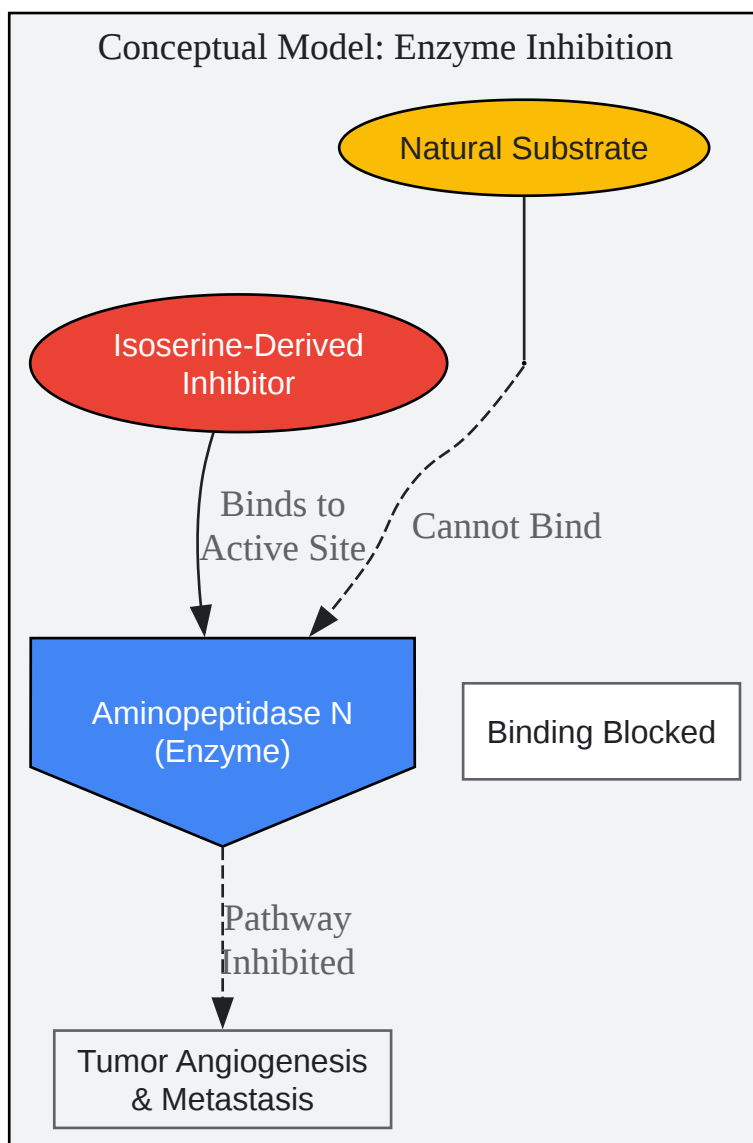 Conceptual Model: Enzyme Inhibition
Natural Substrate
Isoserine-Derived
Inhibitor
Binds to
Active Site
Cannot Bind
Aminopeptidase N
(Enzyme)
Binding Blocked
Pathway
Inhibited
Tumor Angiogenesis
& Metastasis